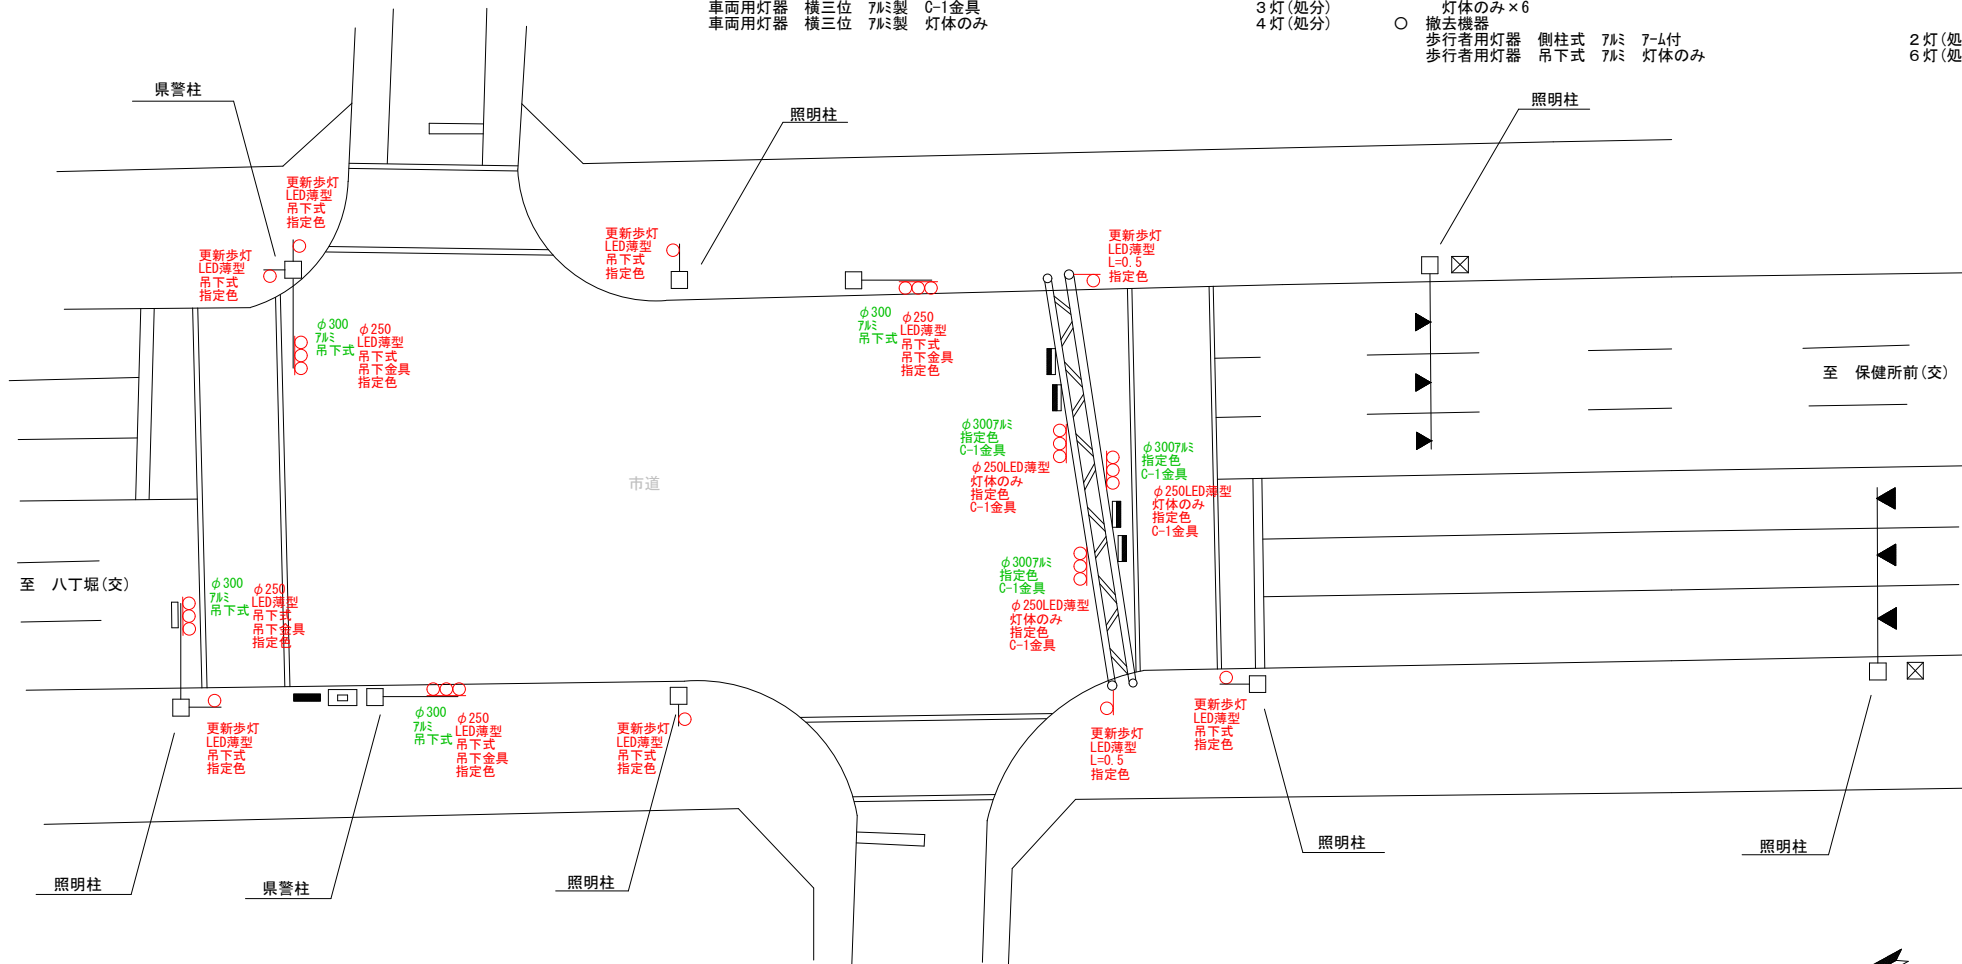 車両用灯器　横三位　ｱﾙﾐ製　C-1金具　３灯(処分)
車両用灯器　横三位　ｱﾙﾐ製　灯体のみ　４灯(処分)
灯体のみ×6
○　撤去機器
歩行者用灯器　側柱式　ｱﾙﾐ　ｱｰﾑ付　２灯(処
歩行者用灯器　吊下式　ｱﾙﾐ　灯体のみ　６灯(処
県警柱
照明柱
照明柱
更新歩灯
LED薄型
吊下式
指定色
更新歩灯
LED薄型
吊下式
指定色
更新歩灯
LED薄型
吊下式
指定色
更新歩灯
LED薄型
L=0.5
指定色
φ300
ｱﾙﾐ
吊下式
φ250
LED薄型
吊下式
吊下金具
指定色
φ300
ｱﾙﾐ
吊下式
φ250
LED薄型
吊下式
吊下金具
指定色
至　保健所前(交)
φ300ｱﾙﾐ
指定色
C-1金具
φ250LED薄型
灯体のみ
指定色
C-1金具
φ300ｱﾙﾐ
指定色
C-1金具
φ250LED薄型
灯体のみ
指定色
C-1金具
市道
φ300ｱﾙﾐ
指定色
C-1金具
φ250LED薄型
灯体のみ
指定色
C-1金具
至　八丁堀(交)
φ300
ｱﾙﾐ
吊下式
φ250
LED薄型
吊下式
吊下金具
指定色
更新歩灯
LED薄型
吊下式
指定色
φ300
ｱﾙﾐ
吊下式
φ250
LED薄型
吊下式
吊下金具
指定色
更新歩灯
LED薄型
吊下式
指定色
更新歩灯
LED薄型
L=0.5
指定色
更新歩灯
LED薄型
吊下式
指定色
照明柱
県警柱
照明柱
照明柱
照明柱